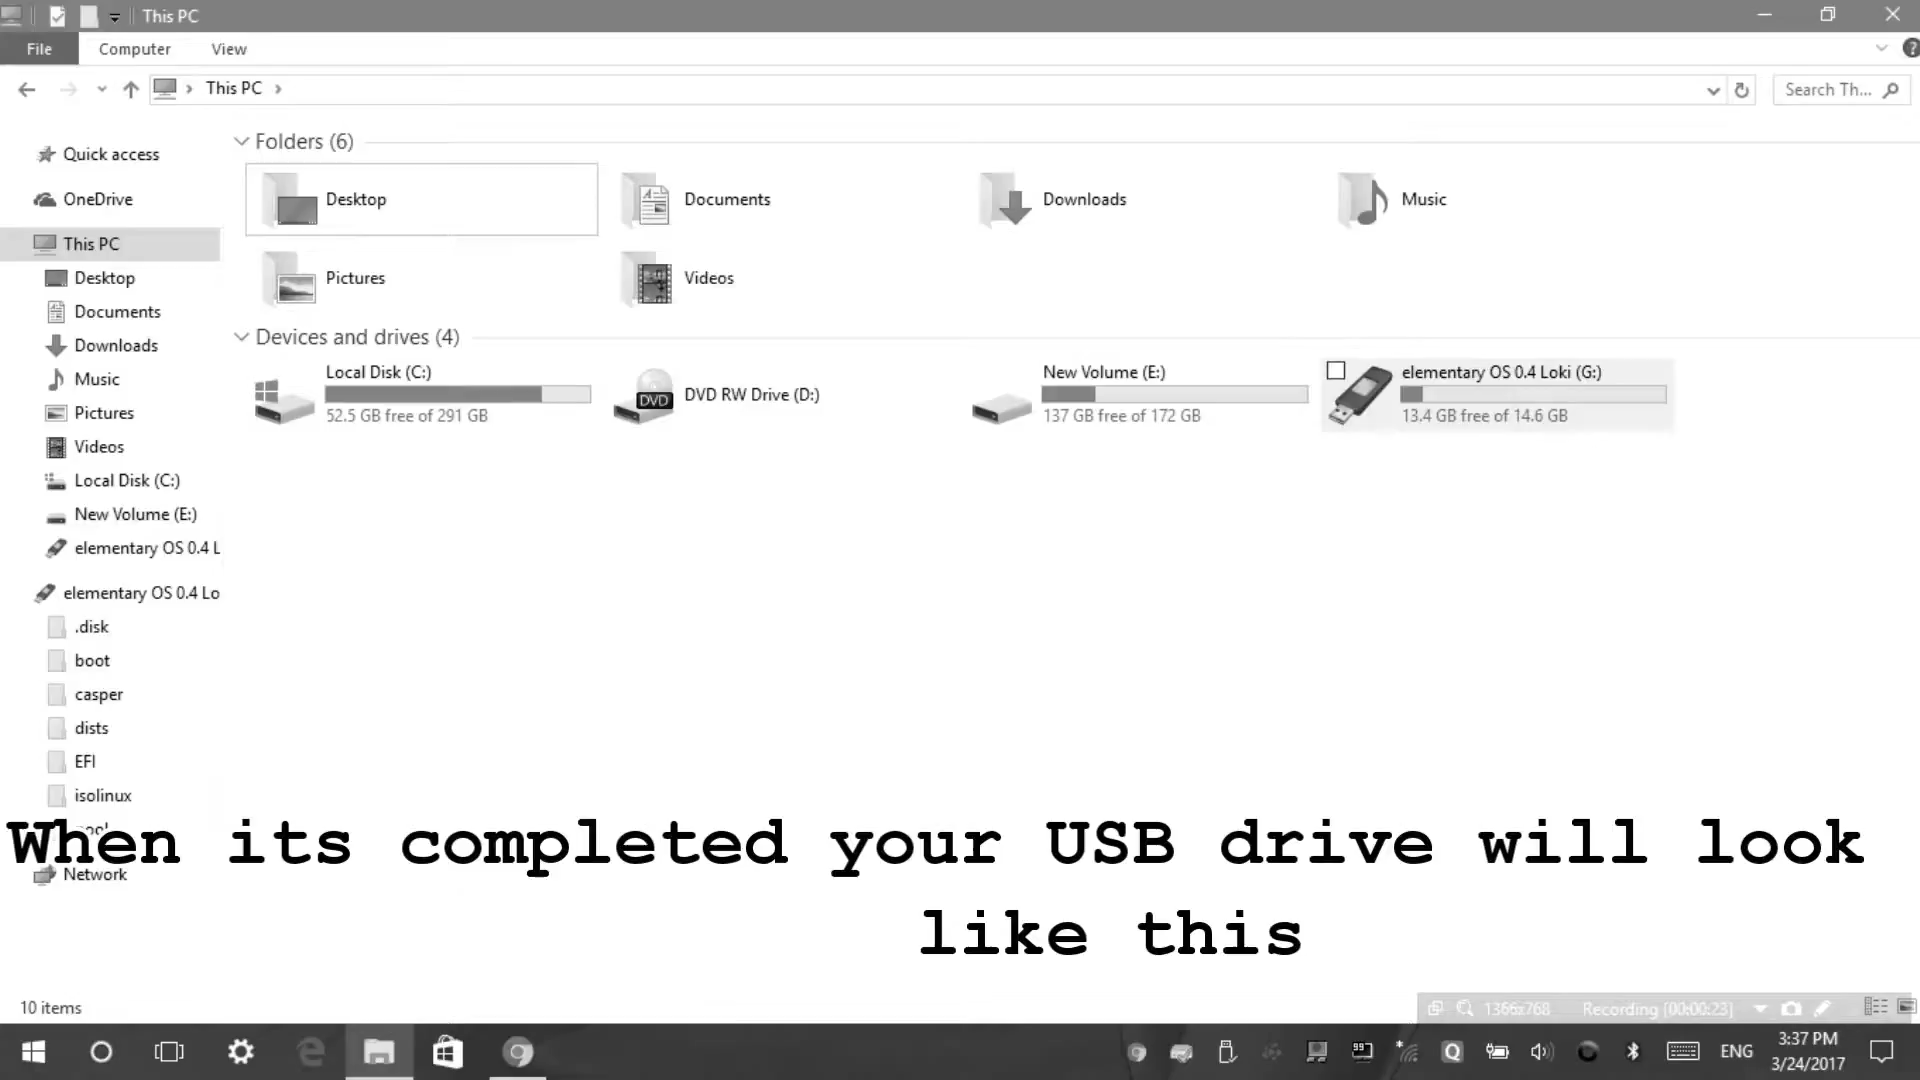 This PC
File Computer View
This PC
Search Th...
Quick access
OneDrive
This PC
Desktop
Documents
Downloads
Music
Pictures
Videos
Local Disk (C:)
New Volume (E:)
elementary OS 0.4 L
elementary OS 0.4 Lo
.disk
boot
casper
dists
EFI
isolinux
Network
Folders (6)
Desktop
Documents
Downloads
Music
Pictures
Videos
Devices and drives (4)
Local Disk (C:)
52.5 GB free of 291 GB
DVD
DVD RW Drive (D:)
New Volume (E:)
137 GB free of 172 GB
elementary OS 0.4 Loki (G:)
13.4 GB free of 14.6 GB
When its completed your USB drive will look
like this
10 items
1366x768 Recording [00:00:23]
99
Q
ENG
3:37 PM
3/24/2017